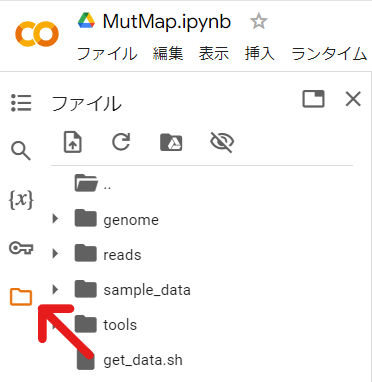 MutMap.ipynb
ファイル 編集 表示 挿入 ランタイム
ファイル
{x}
..
genome
reads
sample_data
tools
get_data.sh